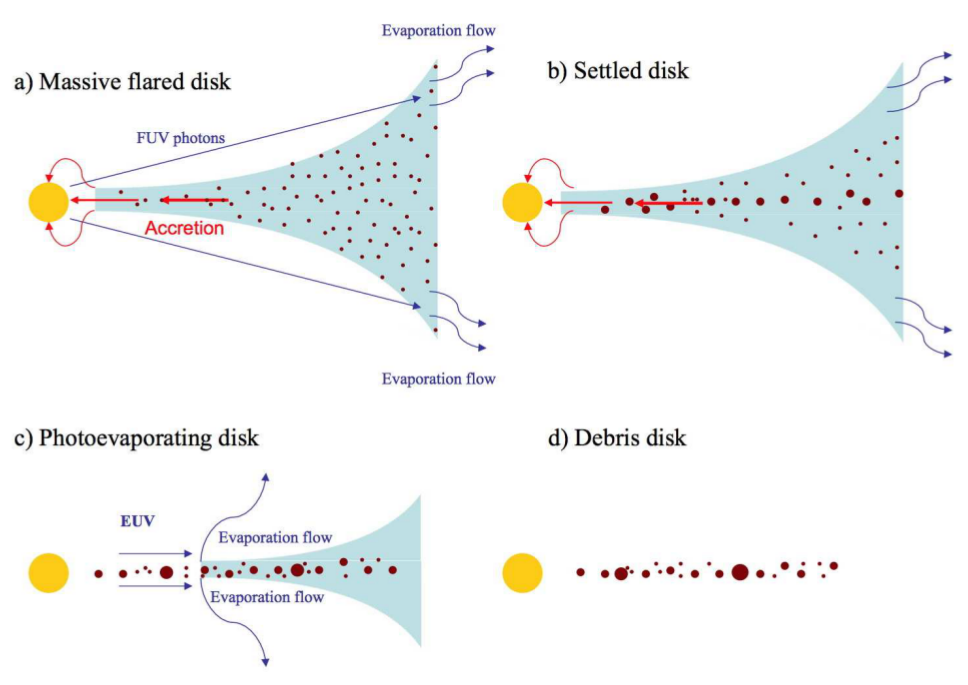 Evaporation flow
a) Massive flared disk
b) Settled disk
FUV photons
Accretion
Evaporation flow
c) Photoevaporating disk
d) Debris disk
EUV
Evaporation flow
Evaporation flow